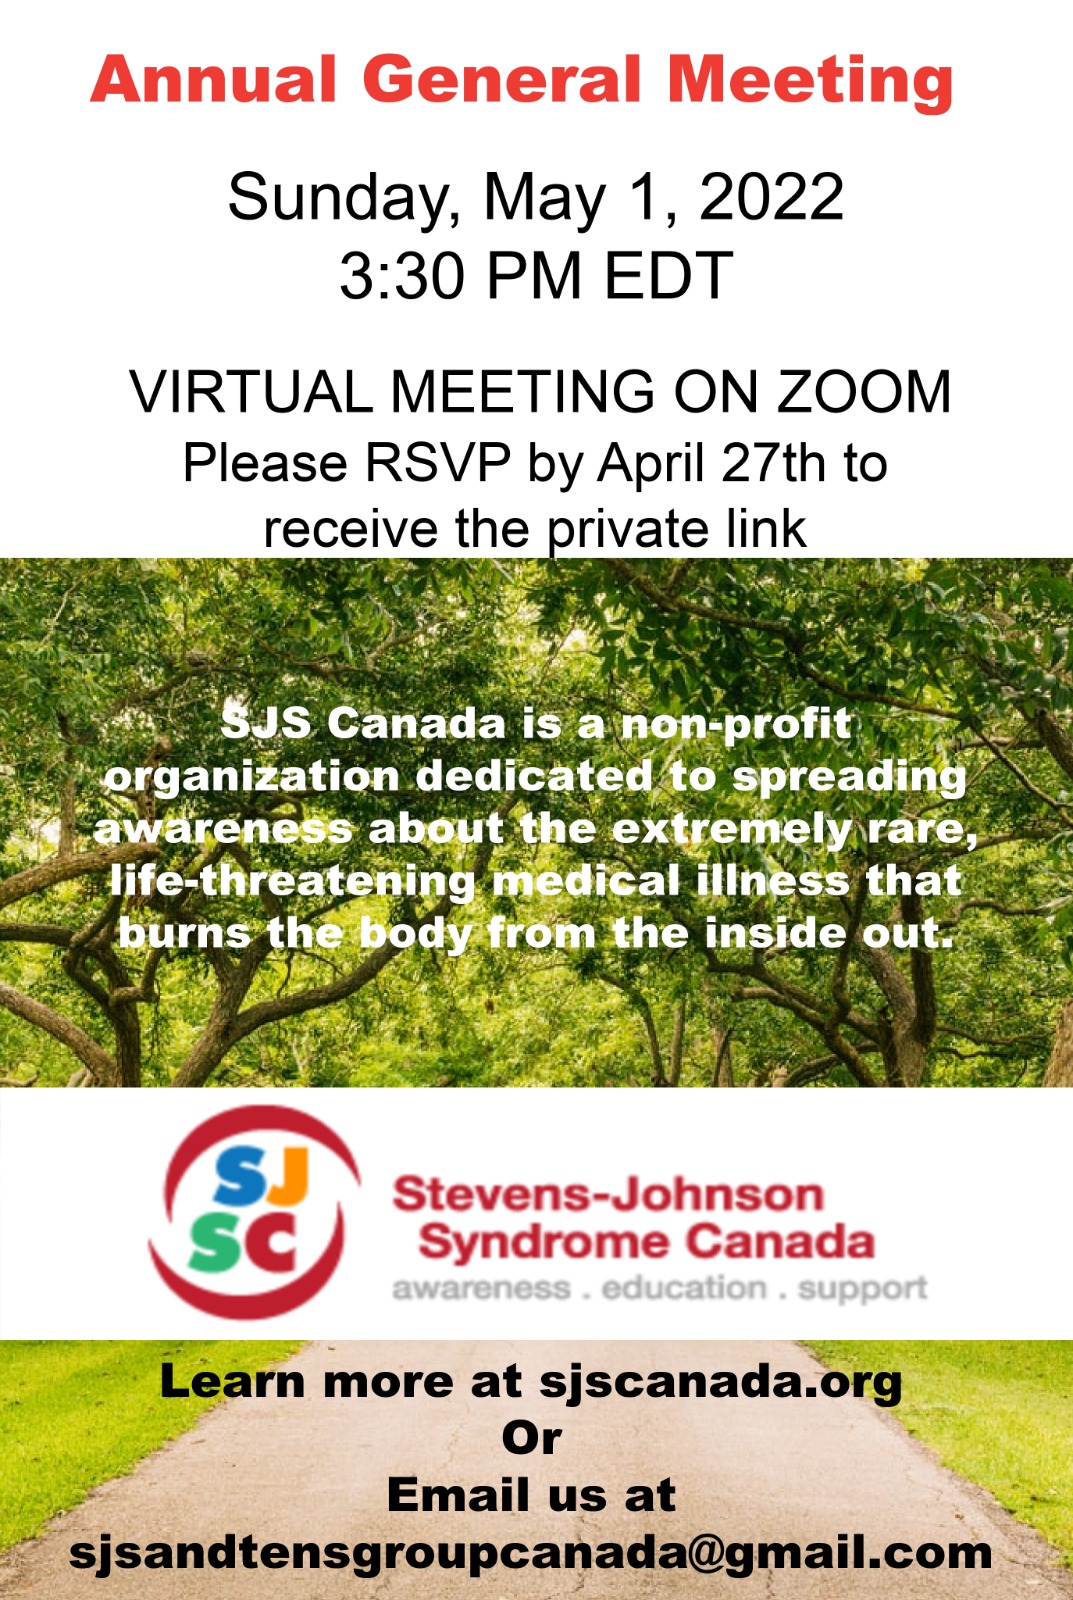 Annual General Meeting
Sunday, May 1, 2022
3:30 PM EDT
VIRTUAL MEETING ON ZOOM
Please RSVP by April 27th to
receive the private link
SJS Canada is a non-profit
organization dedicated to spreading
awareness about the extremely rare,
life-threatening medical illness that
burns the body from the inside out.
SJ
SC
Stevens-Johnson
Syndrome Canada
awareness . education . support
Learn more at sjscanada.org
Or
Email us at
sjsandtensgroupcanada@gmail.com